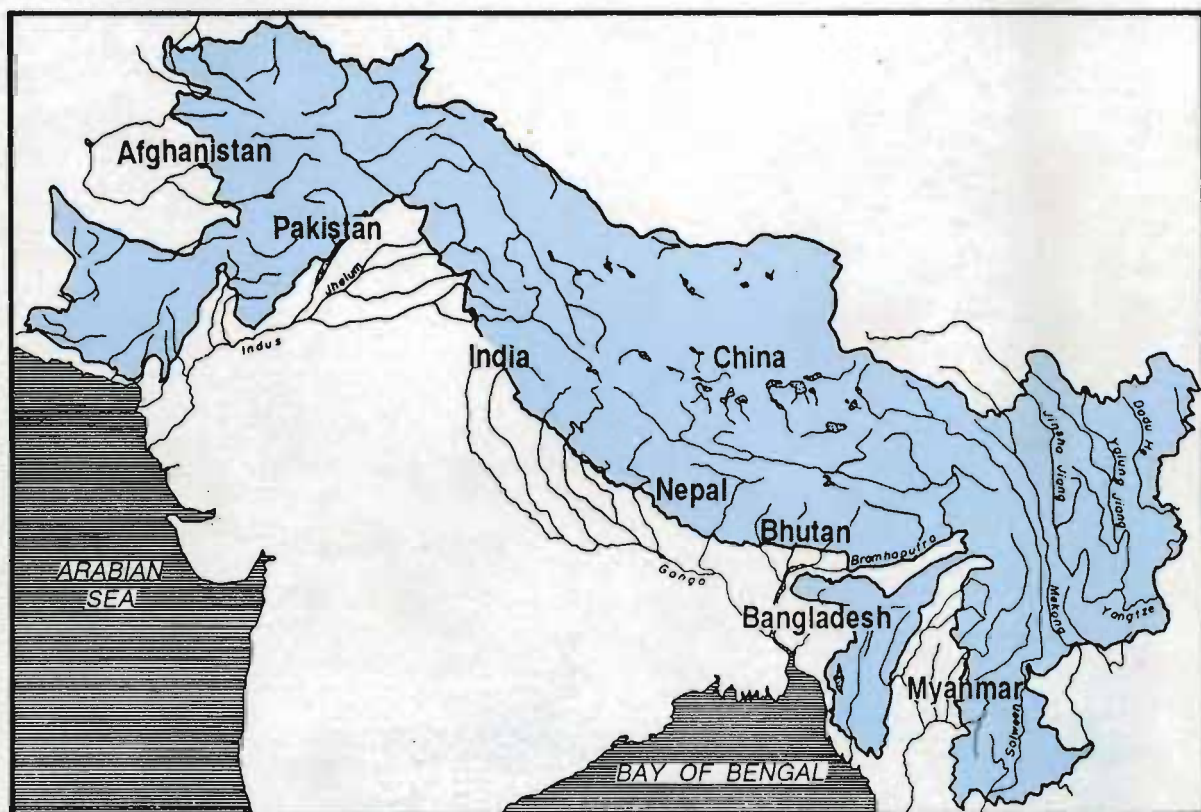 Afghanistan
Pakistan
Jhelum
Indus
India
China
Jinsha Jiang
Yalung Jiang
Dadu He
Nepal
Bhutan
Bramhaputra
Ganga
ARABIAN
SEA
Bangladesh
Mekong
Yangtze
Myanmar
Salween
BAY OF BENGAL